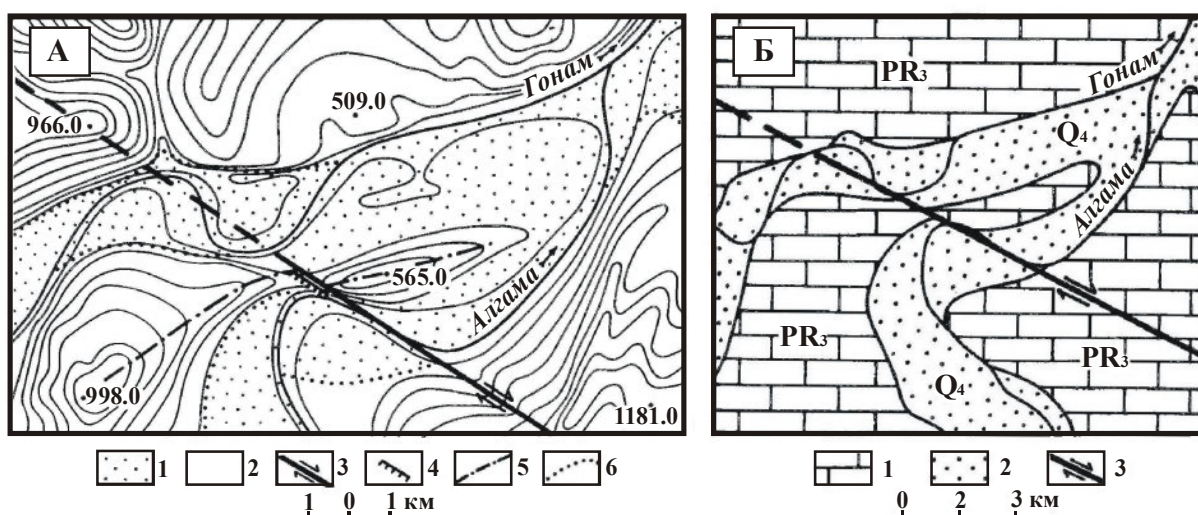 А
966.0
509.0
Гонам
565.0
Алгама
998.0
1181.0
1 2 3 4 5 6
1 0 1 км
Б
PR₃
Гонам
Q₄
Алгама
PR₃
PR₃
Q₄
1 2 3
0 2 3 км